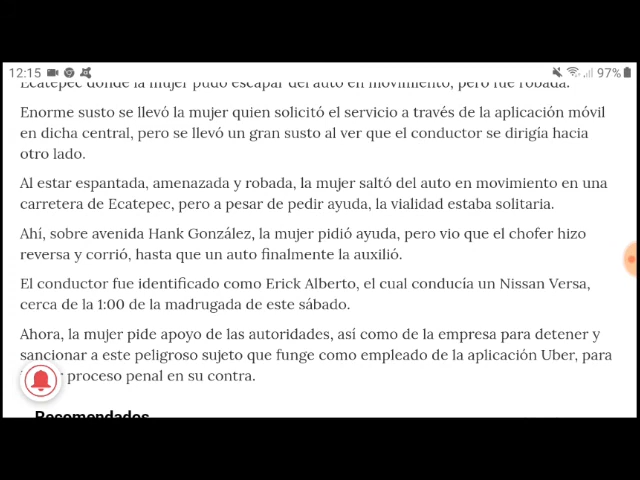 12:15
97%
Ecatepec donde la mujer pudo escapar del auto en movimiento, pero fue robada.
Enorme susto se llevó la mujer quien solicitó el servicio a través de la aplicación móvil
en dicha central, pero se llevó un gran susto al ver que el conductor se dirigía hacia
otro lado.
Al estar espantada, amenazada y robada, la mujer saltó del auto en movimiento en una
carretera de Ecatepec, pero a pesar de pedir ayuda, la vialidad estaba solitaria.
Ahí, sobre avenida Hank González, la mujer pidió ayuda, pero vio que el chofer hizo
reversa y corrió, hasta que un auto finalmente la auxilió.
El conductor fue identificado como Erick Alberto, el cual conducía un Nissan Versa,
cerca de la 1:00 de la madrugada de este sábado.
Ahora, la mujer pide apoyo de las autoridades, así como de la empresa para detener y
sancionar a este peligroso sujeto que funge como empleado de la aplicación Uber, para
proceso penal en su contra.
Recomendados